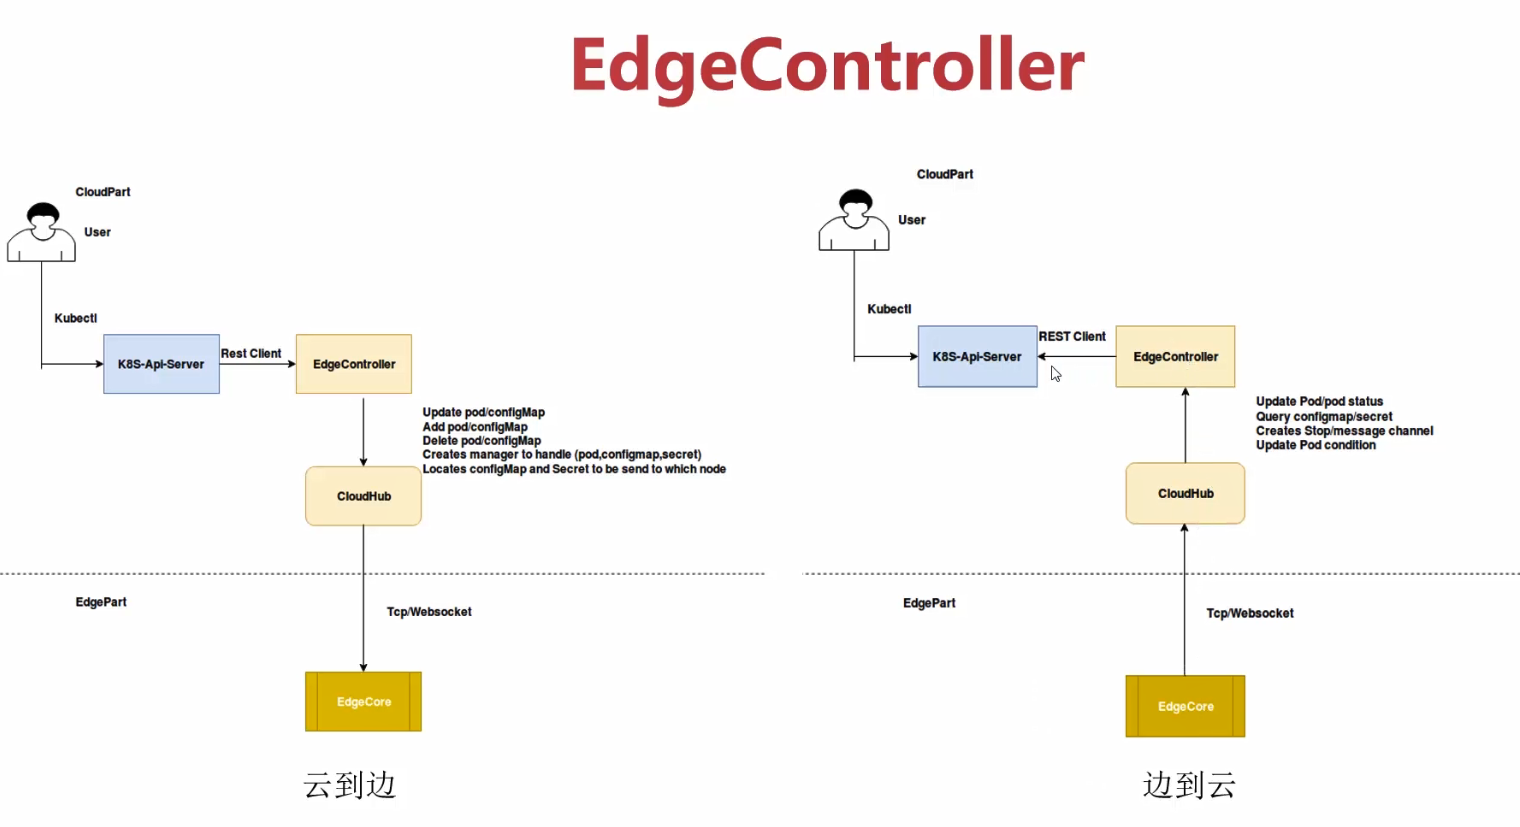 EdgeController
CloudPart
User
Kubectl
K8S-Api-Server
Rest Client
EdgeController
Update pod/configMap
Add pod/configMap
Delete pod/configMap
Creates manager to handle (pod,configmap,secret)
Locates configMap and Secret to be send to which node
CloudHub
EdgePart
Tcp/Websocket
EdgeCore
云到边
CloudPart
User
Kubectl
K8S-Api-Server
REST Client
EdgeController
Update Pod/pod status
Query configmap/secret
Creates Stop/message channel
Update Pod condition
CloudHub
EdgePart
Tcp/Websocket
EdgeCore
边到云